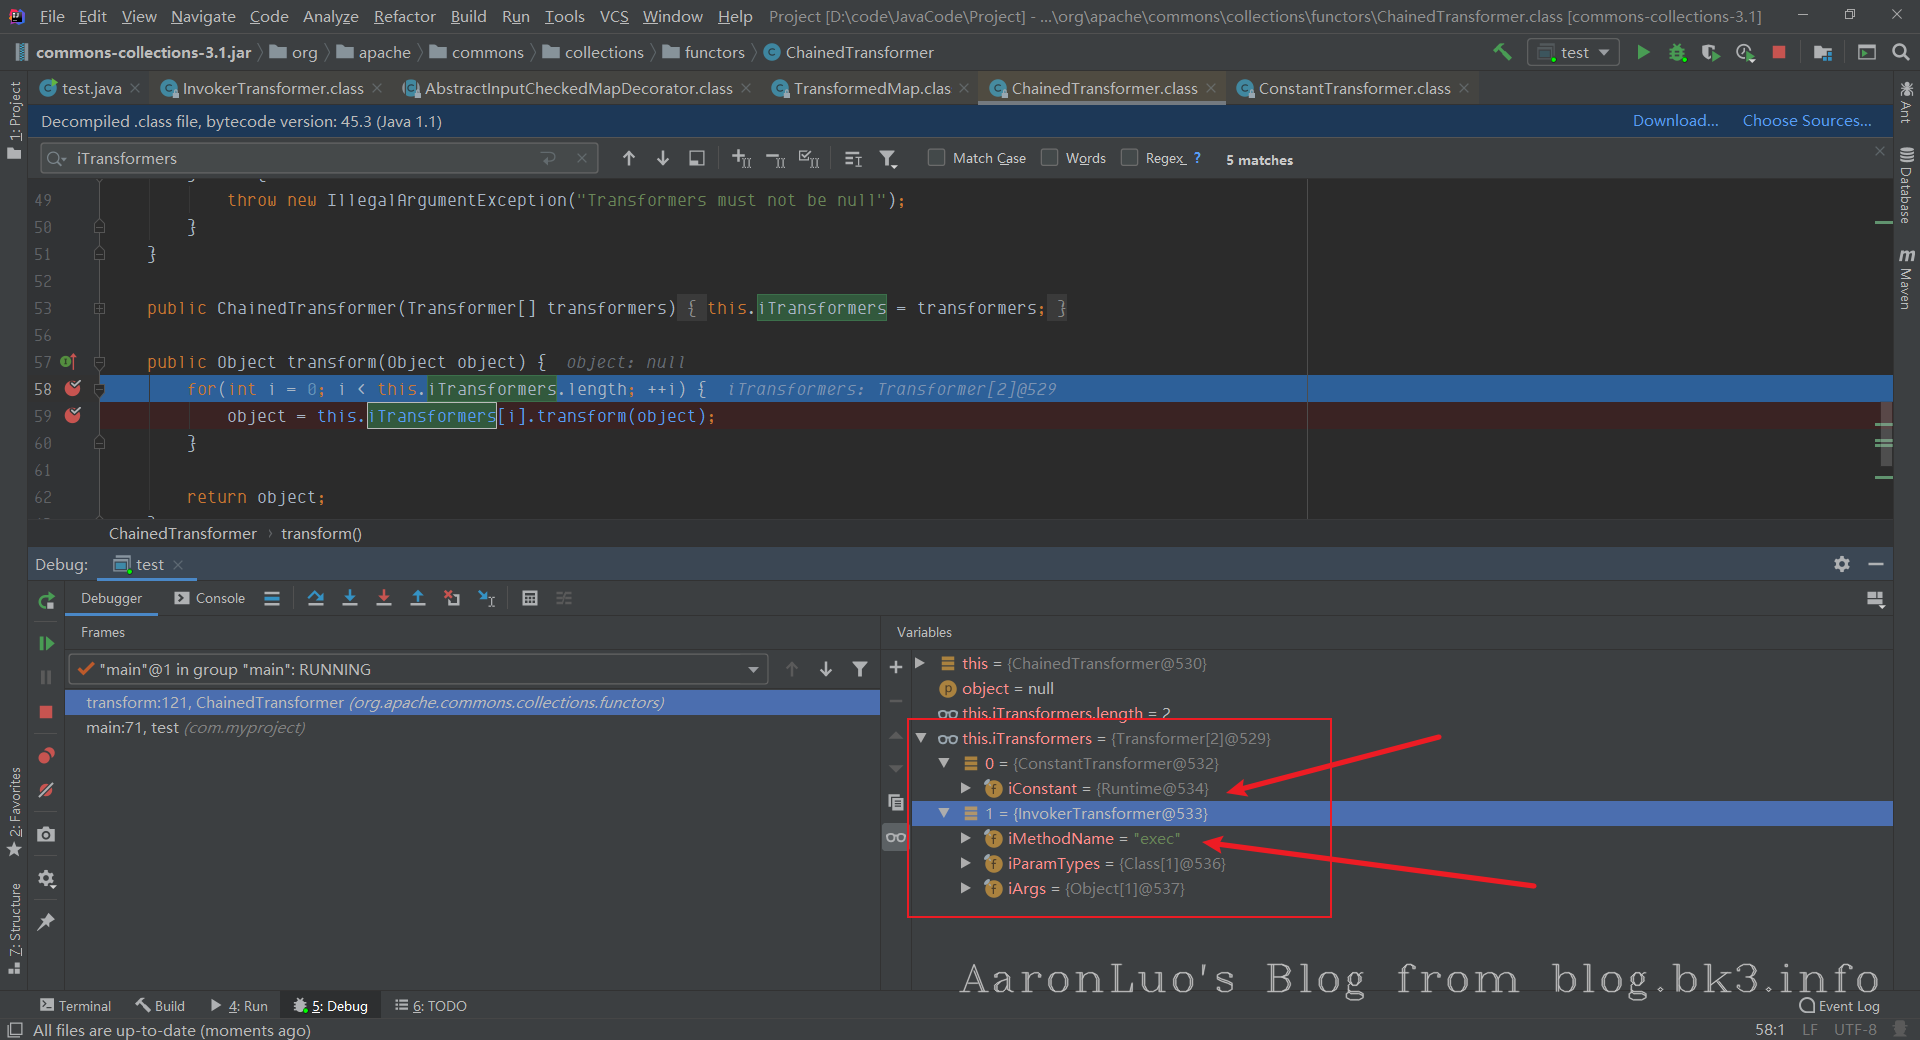 File Edit View Navigate Code Analyze Refactor Build Run Tools VCS Window Help Project [D:\code\JavaCode\Project] - ...\org\apache\commons\collections\functors\ChainedTransformer.class [commons-collections-3.1]
commons-collections-3.1.jar org apache commons collections functors ChainedTransformer test
test.java InvokerTransformer.class AbstractInputCheckedMapDecorator.class TransformedMap.clas ChainedTransformer.class ConstantTransformer.class
Decompiled .class file, bytecode version: 45.3 (Java 1.1) Download... Choose Sources...
iTransformers Match Case Words Regex ? 5 matches
49 throw new IllegalArgumentException("Transformers must not be null");
50 }
51 }
52
53 public ChainedTransformer(Transformer[] transformers) { this.iTransformers = transformers; }
56
57 public Object transform(Object object) { object: null
58 for(int i = 0; i < this.iTransformers.length; ++i) { iTransformers: Transformer[2]@529
59 object = this.iTransformers[i].transform(object);
60 }
61
62 return object;
ChainedTransformer › transform()
Debug: test
Debugger Console
Frames Variables
"main"@1 in group "main": RUNNING
transform:121, ChainedTransformer (org.apache.commons.collections.functors)
main:71, test (com.myproject)
this = {ChainedTransformer@530}
object = null
this.iTransformers.length = 2
this.iTransformers = {Transformer[2]@529}
0 = {ConstantTransformer@532}
iConstant = {Runtime@534}
1 = {InvokerTransformer@533}
iMethodName = "exec"
iParamTypes = {Class[1]@536}
iArgs = {Object[1]@537}
1: Project
2: Favorites
7: Structure
Ant
Database
Maven
AaronLuo's Blog from blog.bk3.info
Terminal Build 4: Run 5: Debug 6: TODO Event Log
All files are up-to-date (moments ago) 58:1 LF UTF-8